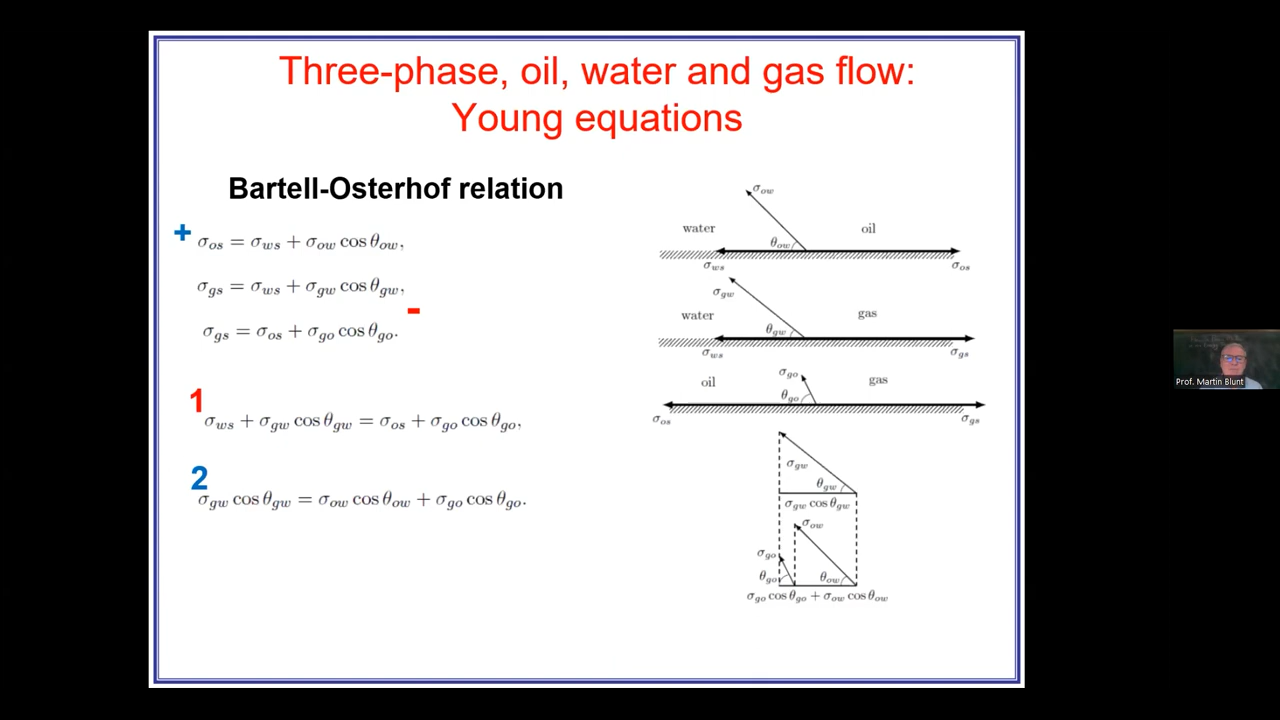 Three-phase, oil, water and gas flow:
Young equations
Bartell-Osterhof relation
+
σ_os = σ_ws + σ_ow cos θ_ow,
σ_gs = σ_ws + σ_gw cos θ_gw,
-
σ_gs = σ_os + σ_go cos θ_go.
1
σ_ws + σ_gw cos θ_gw = σ_os + σ_go cos θ_go,
2
σ_gw cos θ_gw = σ_ow cos θ_ow + σ_go cos θ_go.
σ_ow
water oil
θ_ow
σ_ws σ_os
σ_gw
water gas
θ_gw
σ_ws σ_gs
σ_go
oil gas
θ_go
σ_os σ_gs
σ_gw
θ_gw
σ_gw cos θ_gw
σ_ow
σ_go
θ_go θ_ow
σ_go cos θ_go + σ_ow cos θ_ow
Prof. Martin Blunt